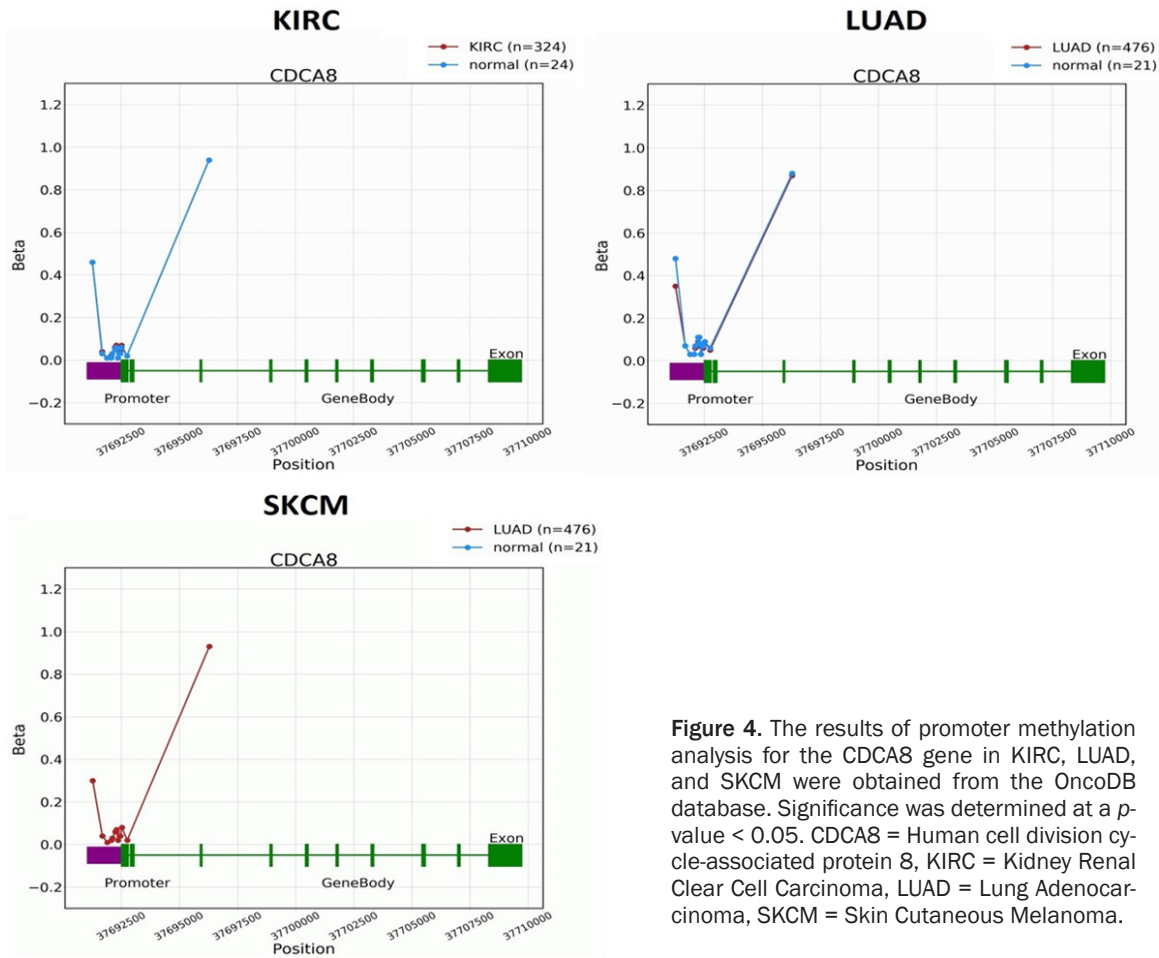 KIRC
KIRC (n=324)
normal (n=24)
CDCA8
1.2
1.0
0.8
0.6
0.4
0.2
0.0
−0.2
Beta
Exon
Promoter
GeneBody
37692500
37695000
37697500
37700000
37702500
37705000
37707500
37710000
Position
LUAD
LUAD (n=476)
normal (n=21)
CDCA8
1.2
1.0
0.8
0.6
0.4
0.2
0.0
−0.2
Beta
Exon
Promoter
GeneBody
37692500
37695000
37697500
37700000
37702500
37705000
37707500
37710000
Position
SKCM
LUAD (n=476)
normal (n=21)
CDCA8
1.2
1.0
0.8
0.6
0.4
0.2
0.0
−0.2
Beta
Exon
Promoter
GeneBody
37692500
37695000
37697500
37700000
37702500
37705000
37707500
37710000
Position
Figure 4. The results of promoter methylation
analysis for the CDCA8 gene in KIRC, LUAD,
and SKCM were obtained from the OncoDB
database. Significance was determined at a p-
value < 0.05. CDCA8 = Human cell division cy-
cle-associated protein 8, KIRC = Kidney Renal
Clear Cell Carcinoma, LUAD = Lung Adenocar-
cinoma, SKCM = Skin Cutaneous Melanoma.